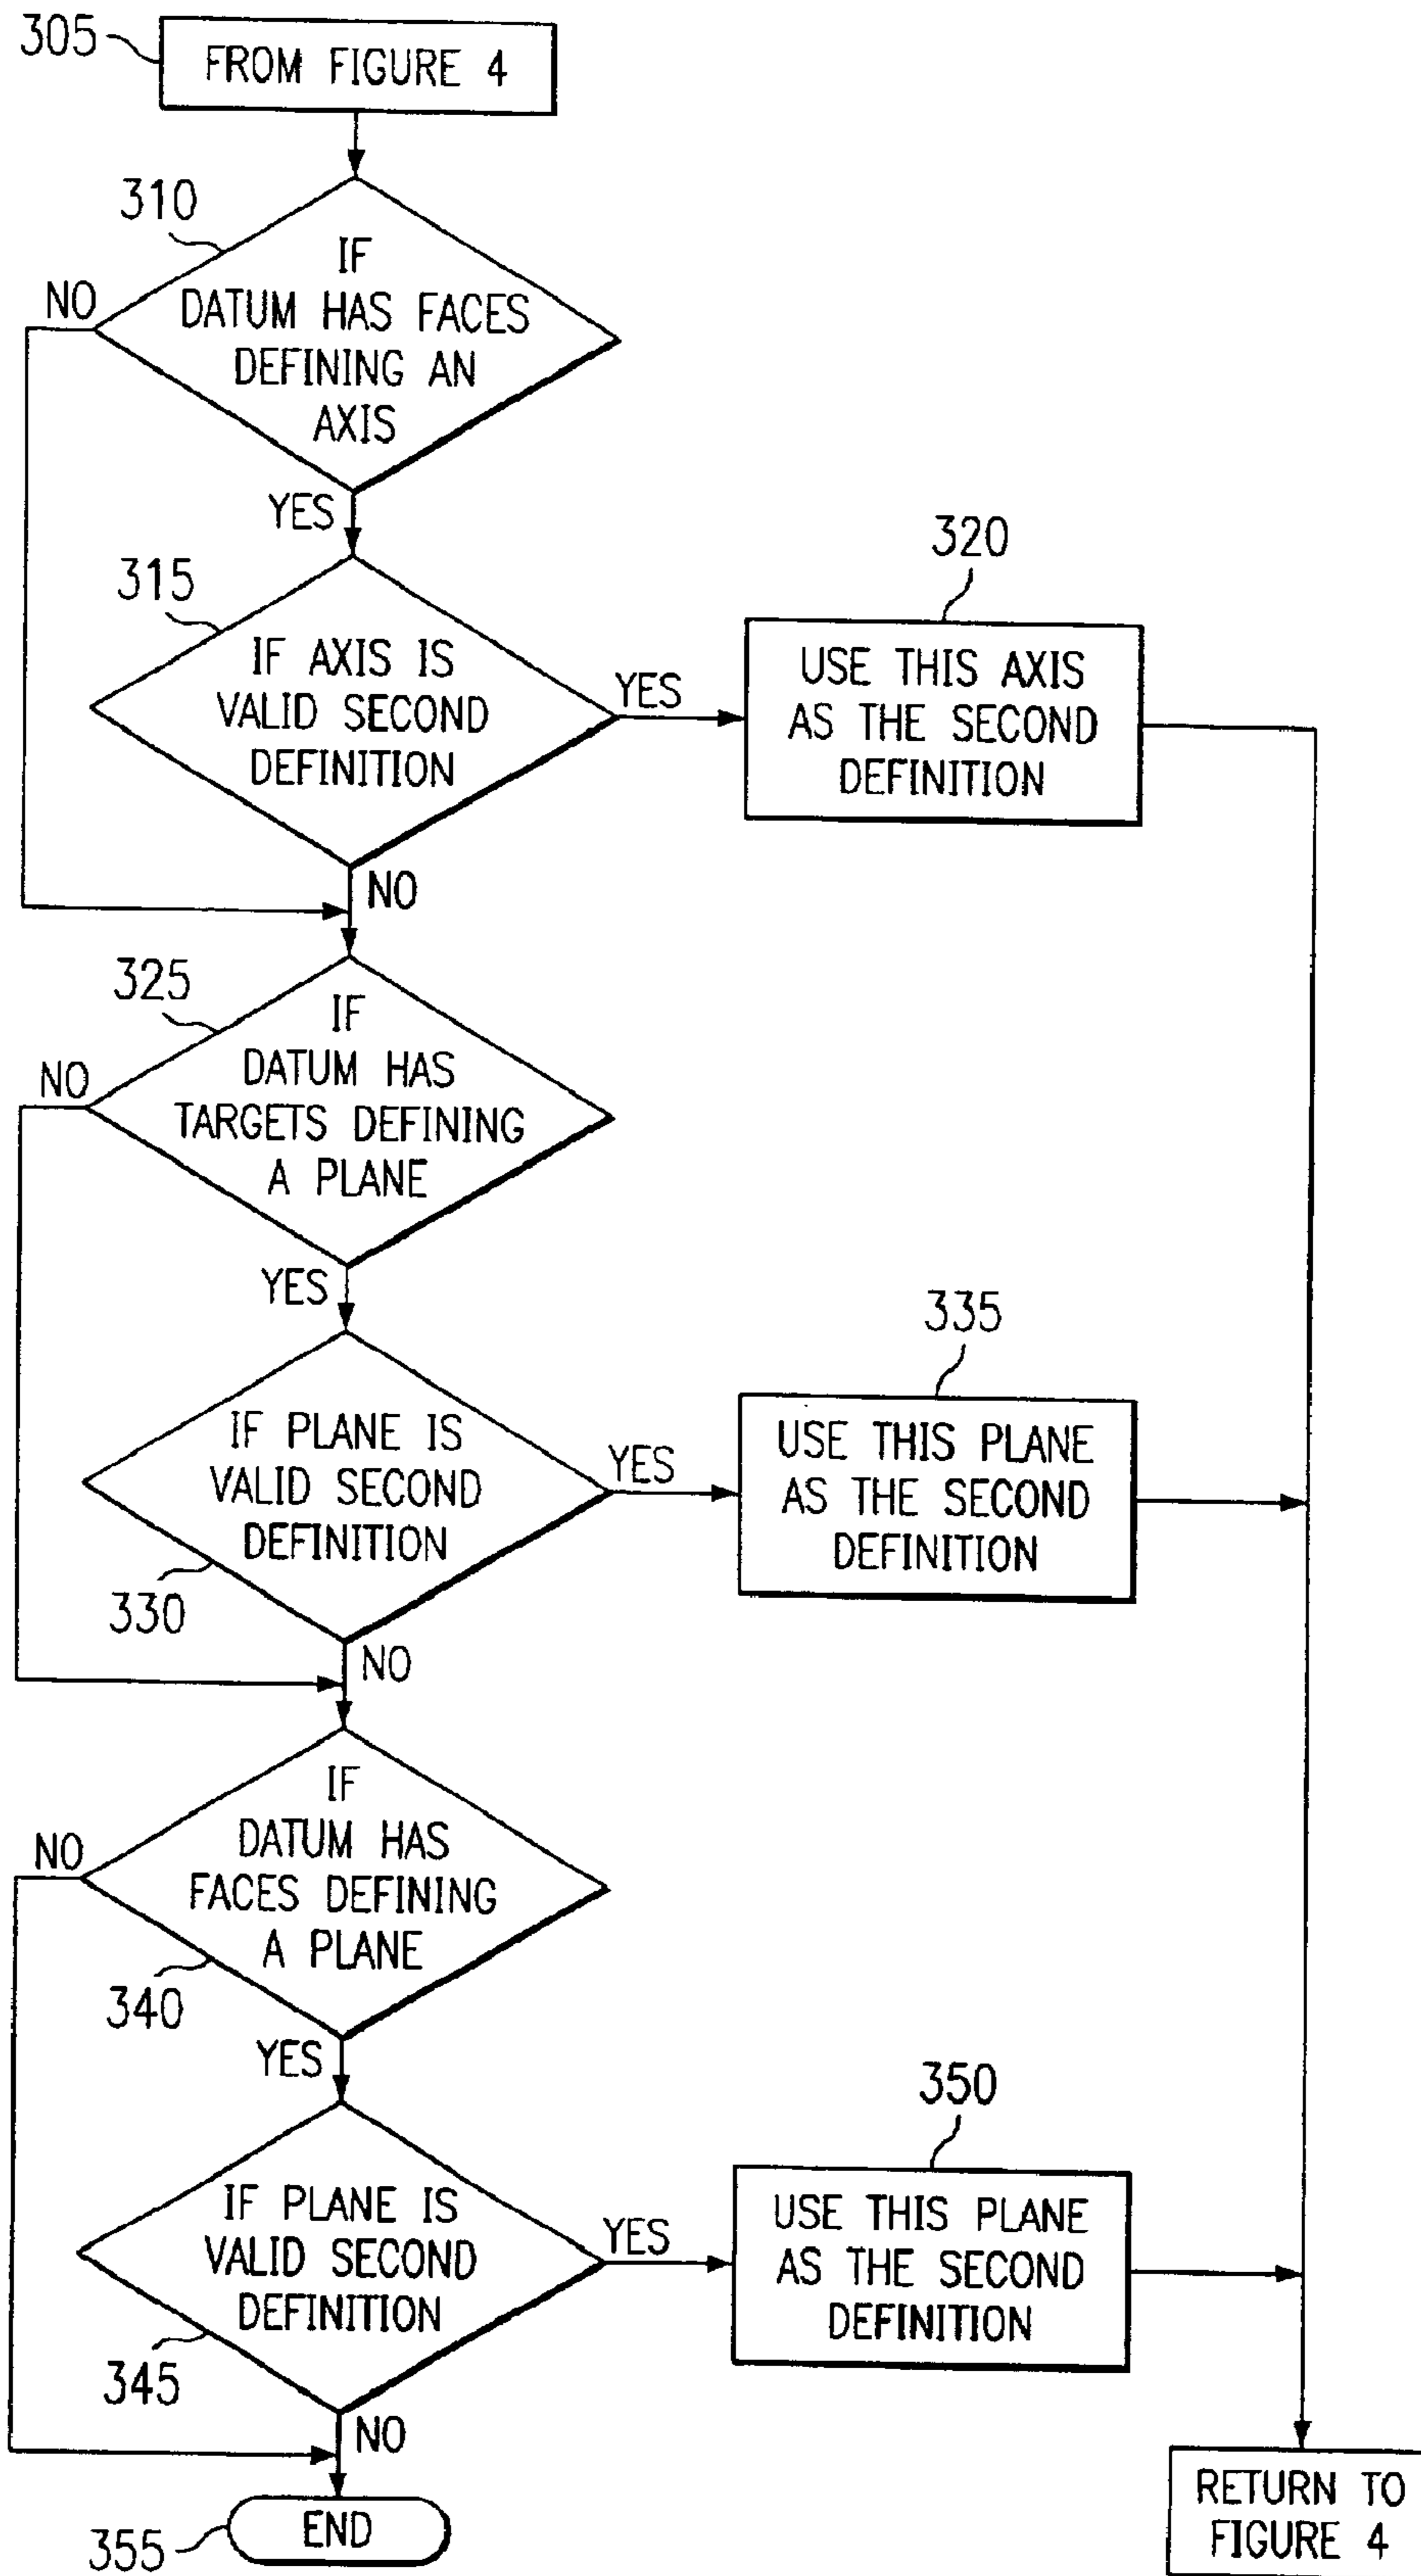 305
FROM FIGURE 4
310
IF
DATUM HAS FACES
DEFINING AN
AXIS
NO
YES
315
IF AXIS IS
VALID SECOND
DEFINITION
YES
320
USE THIS AXIS
AS THE SECOND
DEFINITION
NO
325
IF
DATUM HAS
TARGETS DEFINING
A PLANE
NO
YES
IF PLANE IS
VALID SECOND
DEFINITION
330
YES
335
USE THIS PLANE
AS THE SECOND
DEFINITION
NO
IF
DATUM HAS
FACES DEFINING
A PLANE
NO
340
YES
IF PLANE IS
VALID SECOND
DEFINITION
345
YES
350
USE THIS PLANE
AS THE SECOND
DEFINITION
NO
355
END
RETURN TO
FIGURE 4